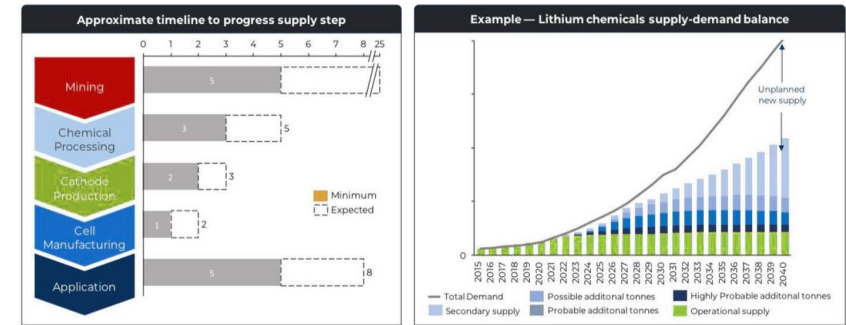 Approximate timeline to progress supply step
0 1 2 3 4 5 6 7 8 25
Mining
5
Chemical
Processing
3
5
Cathode
Production
2
3
Cell
Manufacturing
1
2
Application
5
8
Minimum
Expected
Example — Lithium chemicals supply-demand balance
Unplanned
new supply
0
2015 2016 2017 2018 2019 2020 2021 2022 2023 2024 2025 2026 2027 2028 2029 2030 2031 2032 2033 2034 2035 2036 2037 2038 2039 2040
Total Demand
Possible additonal tonnes
Highly Probable additonal tonnes
Secondary supply
Probable additonal tonnes
Operational supply